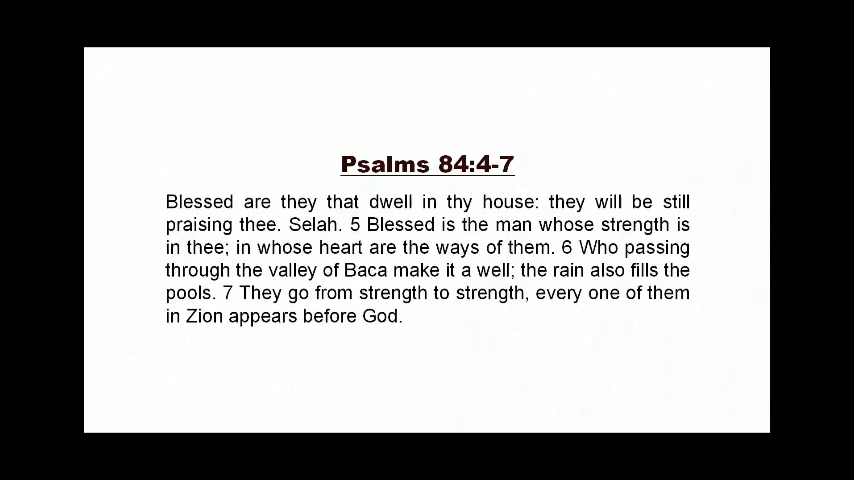 Psalms 84:4-7
Blessed are they that dwell in thy house: they will be still
praising thee. Selah. 5 Blessed is the man whose strength is
in thee; in whose heart are the ways of them. 6 Who passing
through the valley of Baca make it a well; the rain also fills the
pools. 7 They go from strength to strength, every one of them
in Zion appears before God.